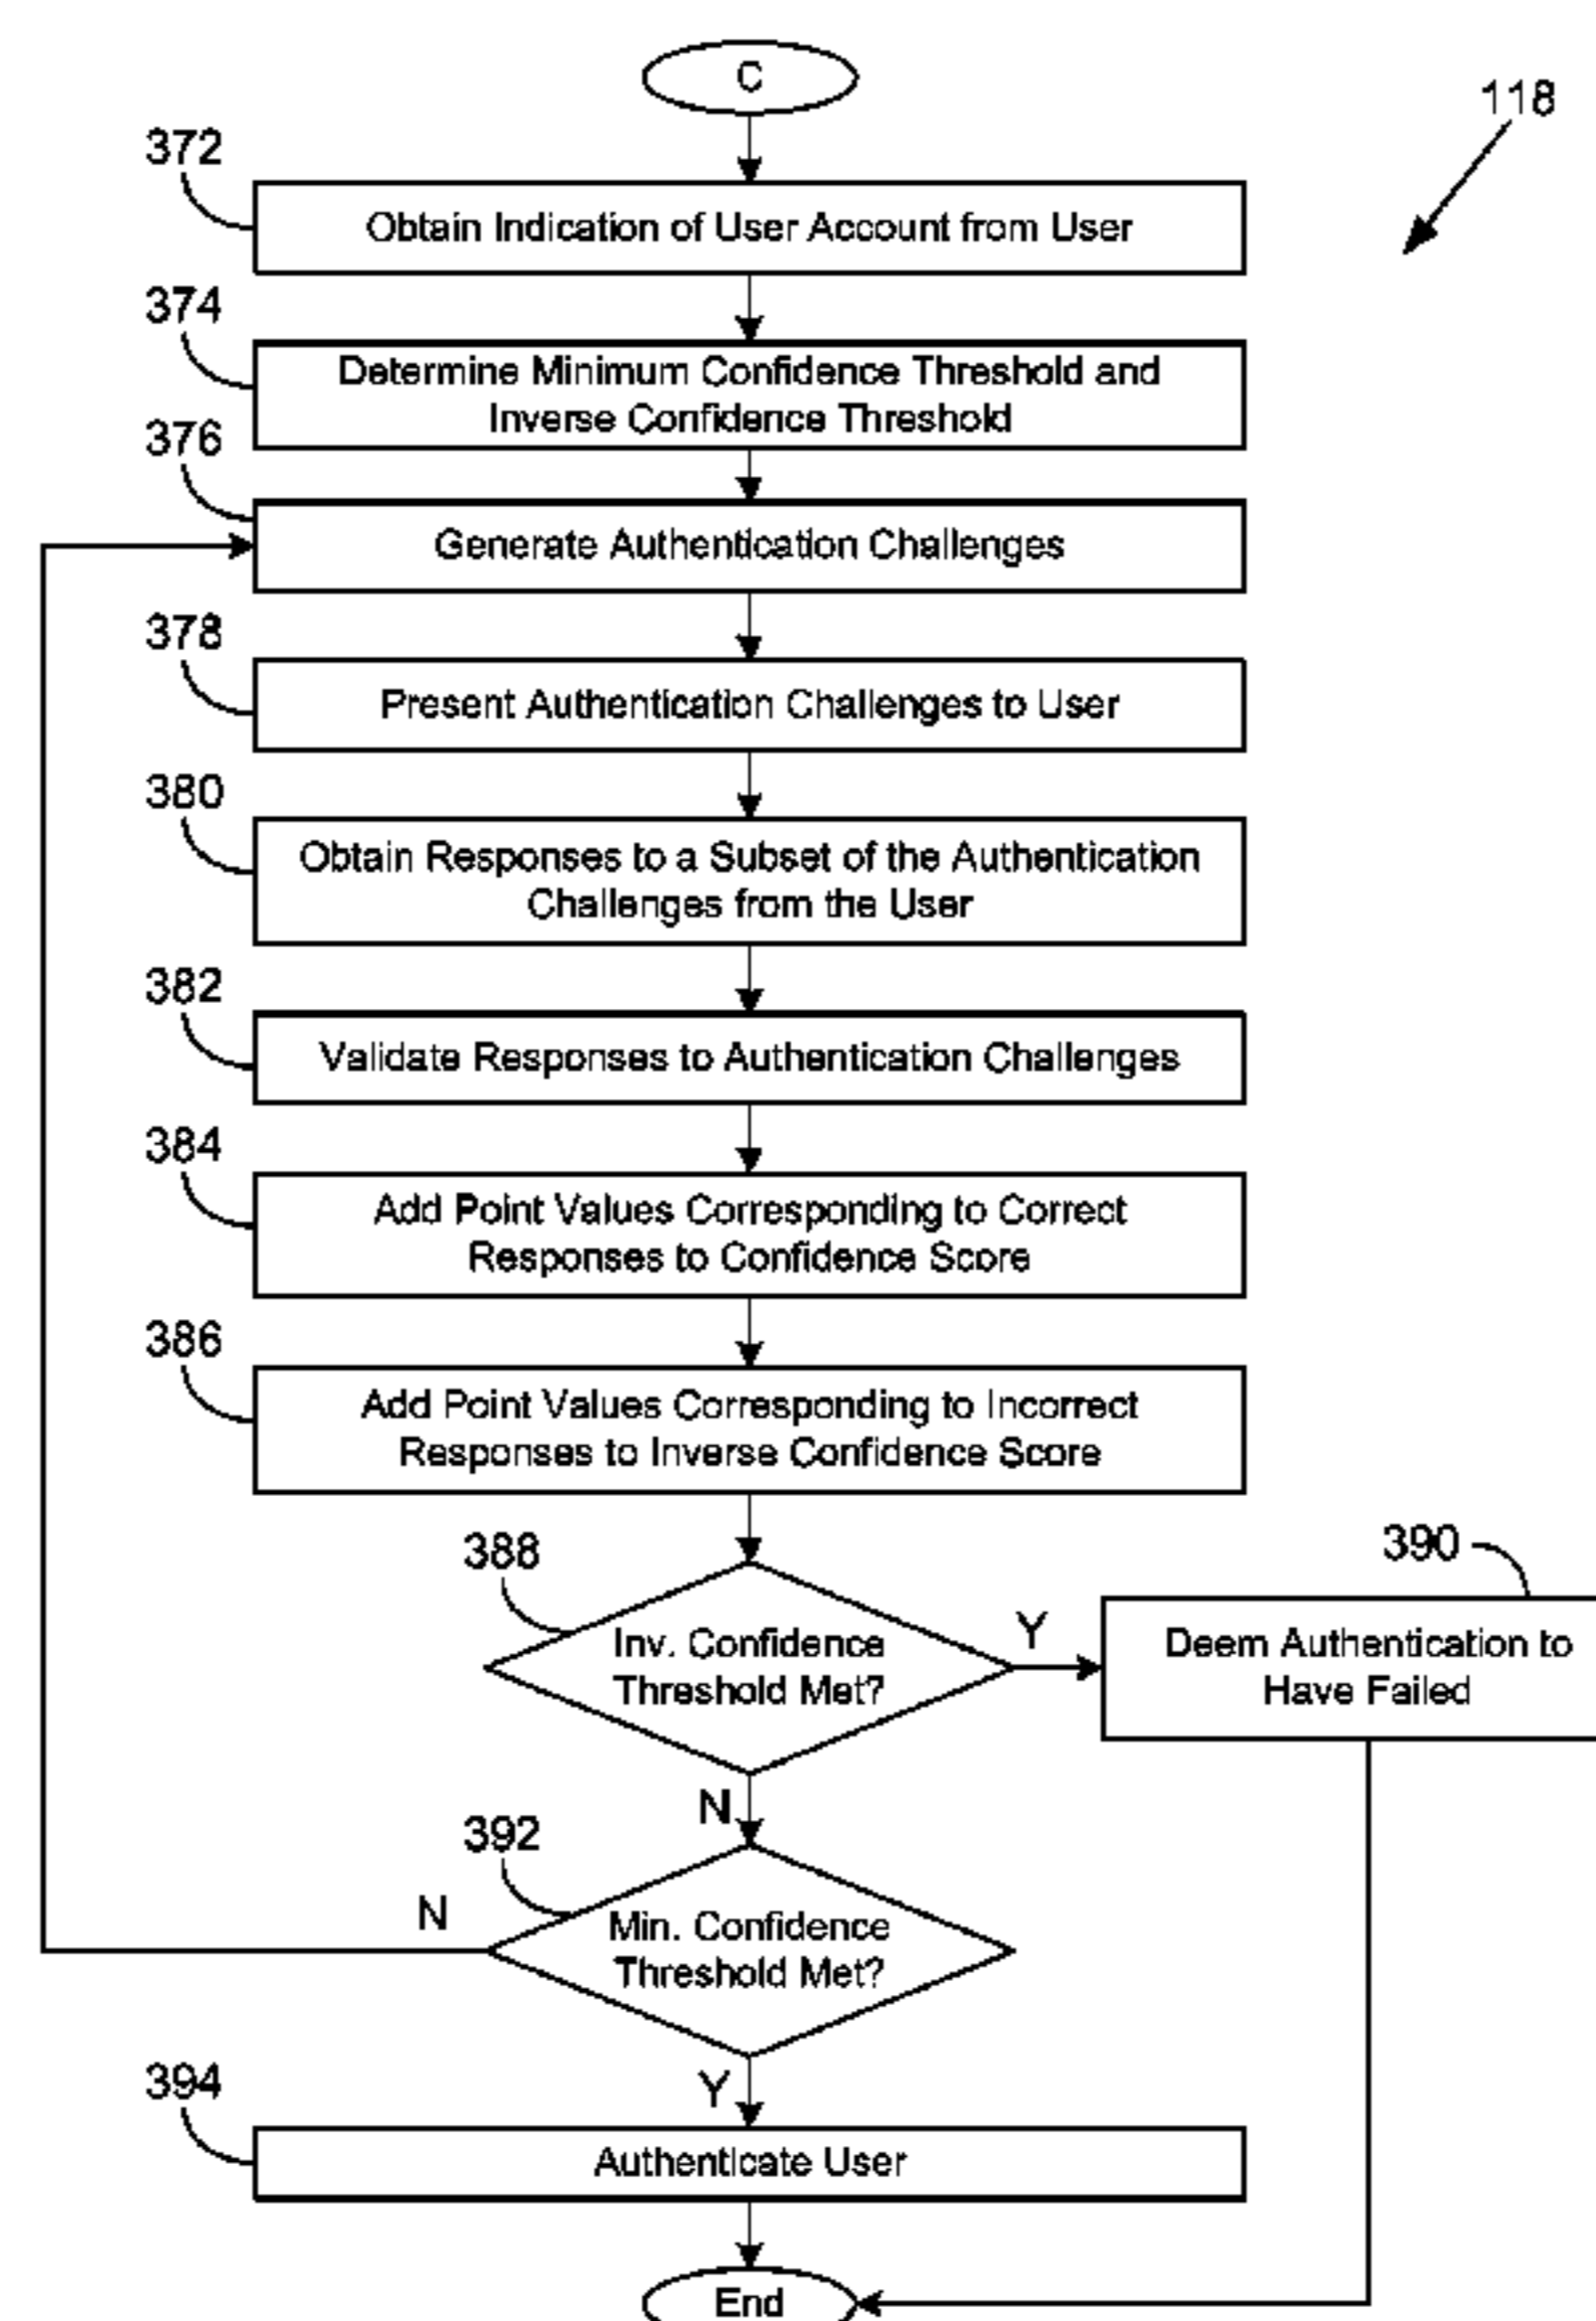 C
118
372
Obtain Indication of User Account from User
374
Determine Minimum Confidence Threshold and
Inverse Confidence Threshold
376
Generate Authentication Challenges
378
Present Authentication Challenges to User
380
Obtain Responses to a Subset of the Authentication
Challenges from the User
382
Validate Responses to Authentication Challenges
384
Add Point Values Corresponding to Correct
Responses to Confidence Score
386
Add Point Values Corresponding to Incorrect
Responses to Inverse Confidence Score
388
Inv. Confidence
Threshold Met?
Y
390
Deem Authentication to
Have Failed
N
392
Min. Confidence
Threshold Met?
N
Y
394
Authenticate User
End